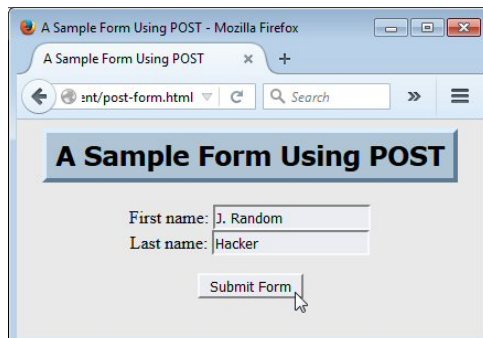 A Sample Form Using POST - Mozilla Firefox
A Sample Form Using POST × +
ent/post-form.html Search »
A Sample Form Using POST
First name: J. Random
Last name: Hacker
Submit Form